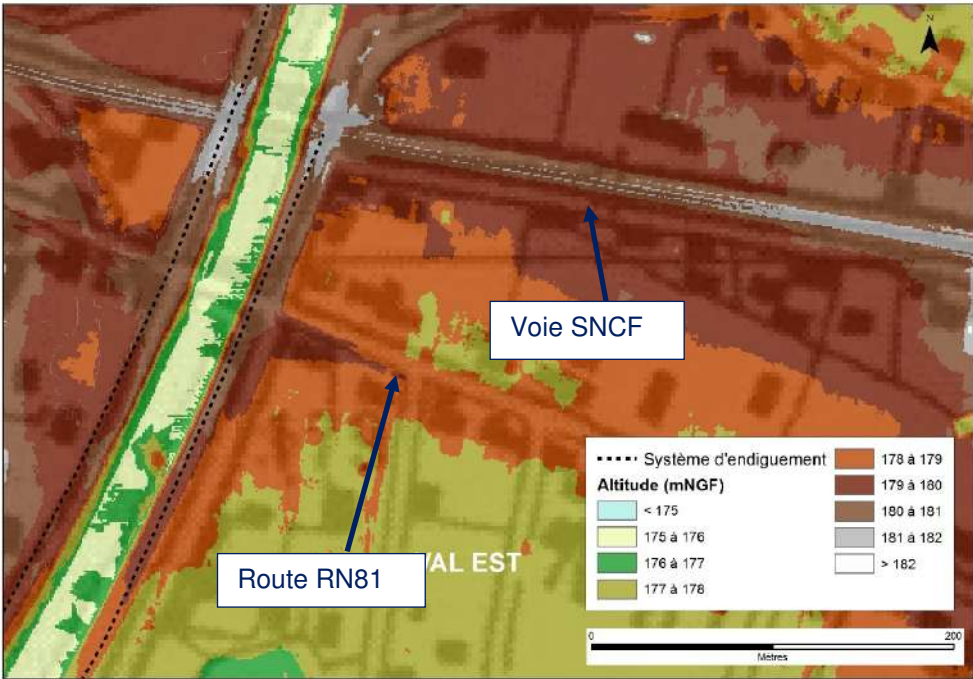 N
Voie SNCF
Route RN81
VAL EST
Système d'endiguement
Altitude (mNGF)
< 175
175 à 176
176 à 177
177 à 178
178 à 179
179 à 180
180 à 181
181 à 182
> 182
0 200
Mètres